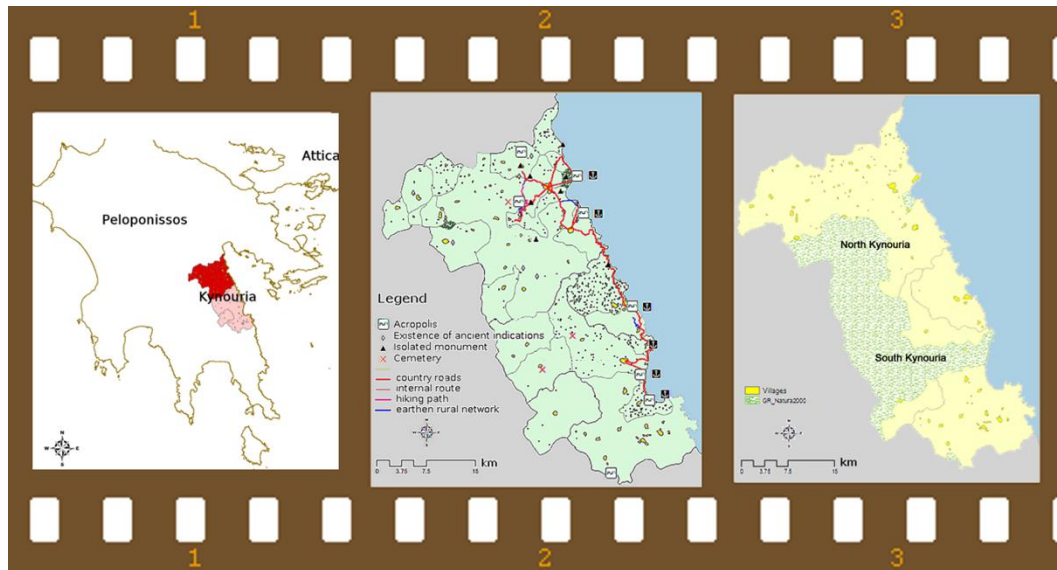 1
2
3
Attica
Peloponissos
Kynouria
N
W E
S
Legend
Acropolis
Existence of ancient indications
Isolated monument
Cemetery
country roads
internal route
hiking path
earthen rural network
N
W E
S
km
0 3.75 7.5 15
North Kynouria
South Kynouria
Villages
GR_Natura2000
N
W E
S
km
0 3.75 7.5 15
1
2
3